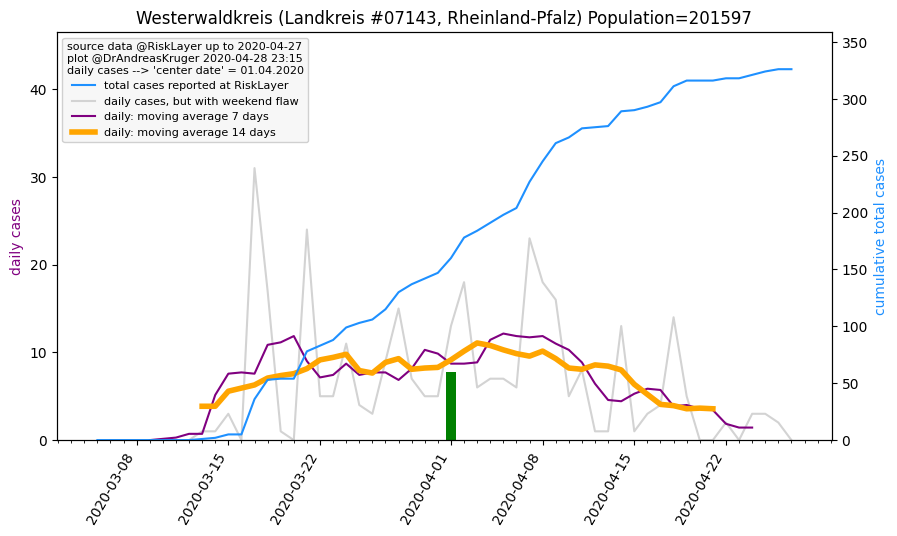 Westerwaldkreis (Landkreis #07143, Rheinland-Pfalz) Population=201597
source data @RiskLayer up to 2020-04-27
plot @DrAndreasKruger 2020-04-28 23:15
daily cases --> 'center date' = 01.04.2020
total cases reported at RiskLayer
daily cases, but with weekend flaw
daily: moving average 7 days
daily: moving average 14 days
daily cases
40
30
20
10
0
350
300
250
200
150
100
50
0
cumulative total cases
2020-03-08
2020-03-15
2020-03-22
2020-04-01
2020-04-08
2020-04-15
2020-04-22